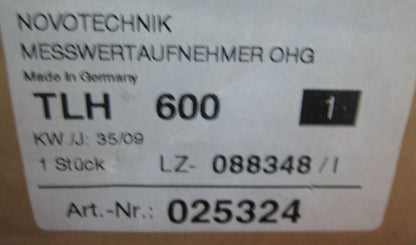 NOVOTECHNIK
MESSWERTAUFNEHMER OHG
Made In Germany
TLH 600 1
KW./J: 35/09
1 Stück LZ- 088348/I
Art.-Nr.: 025324